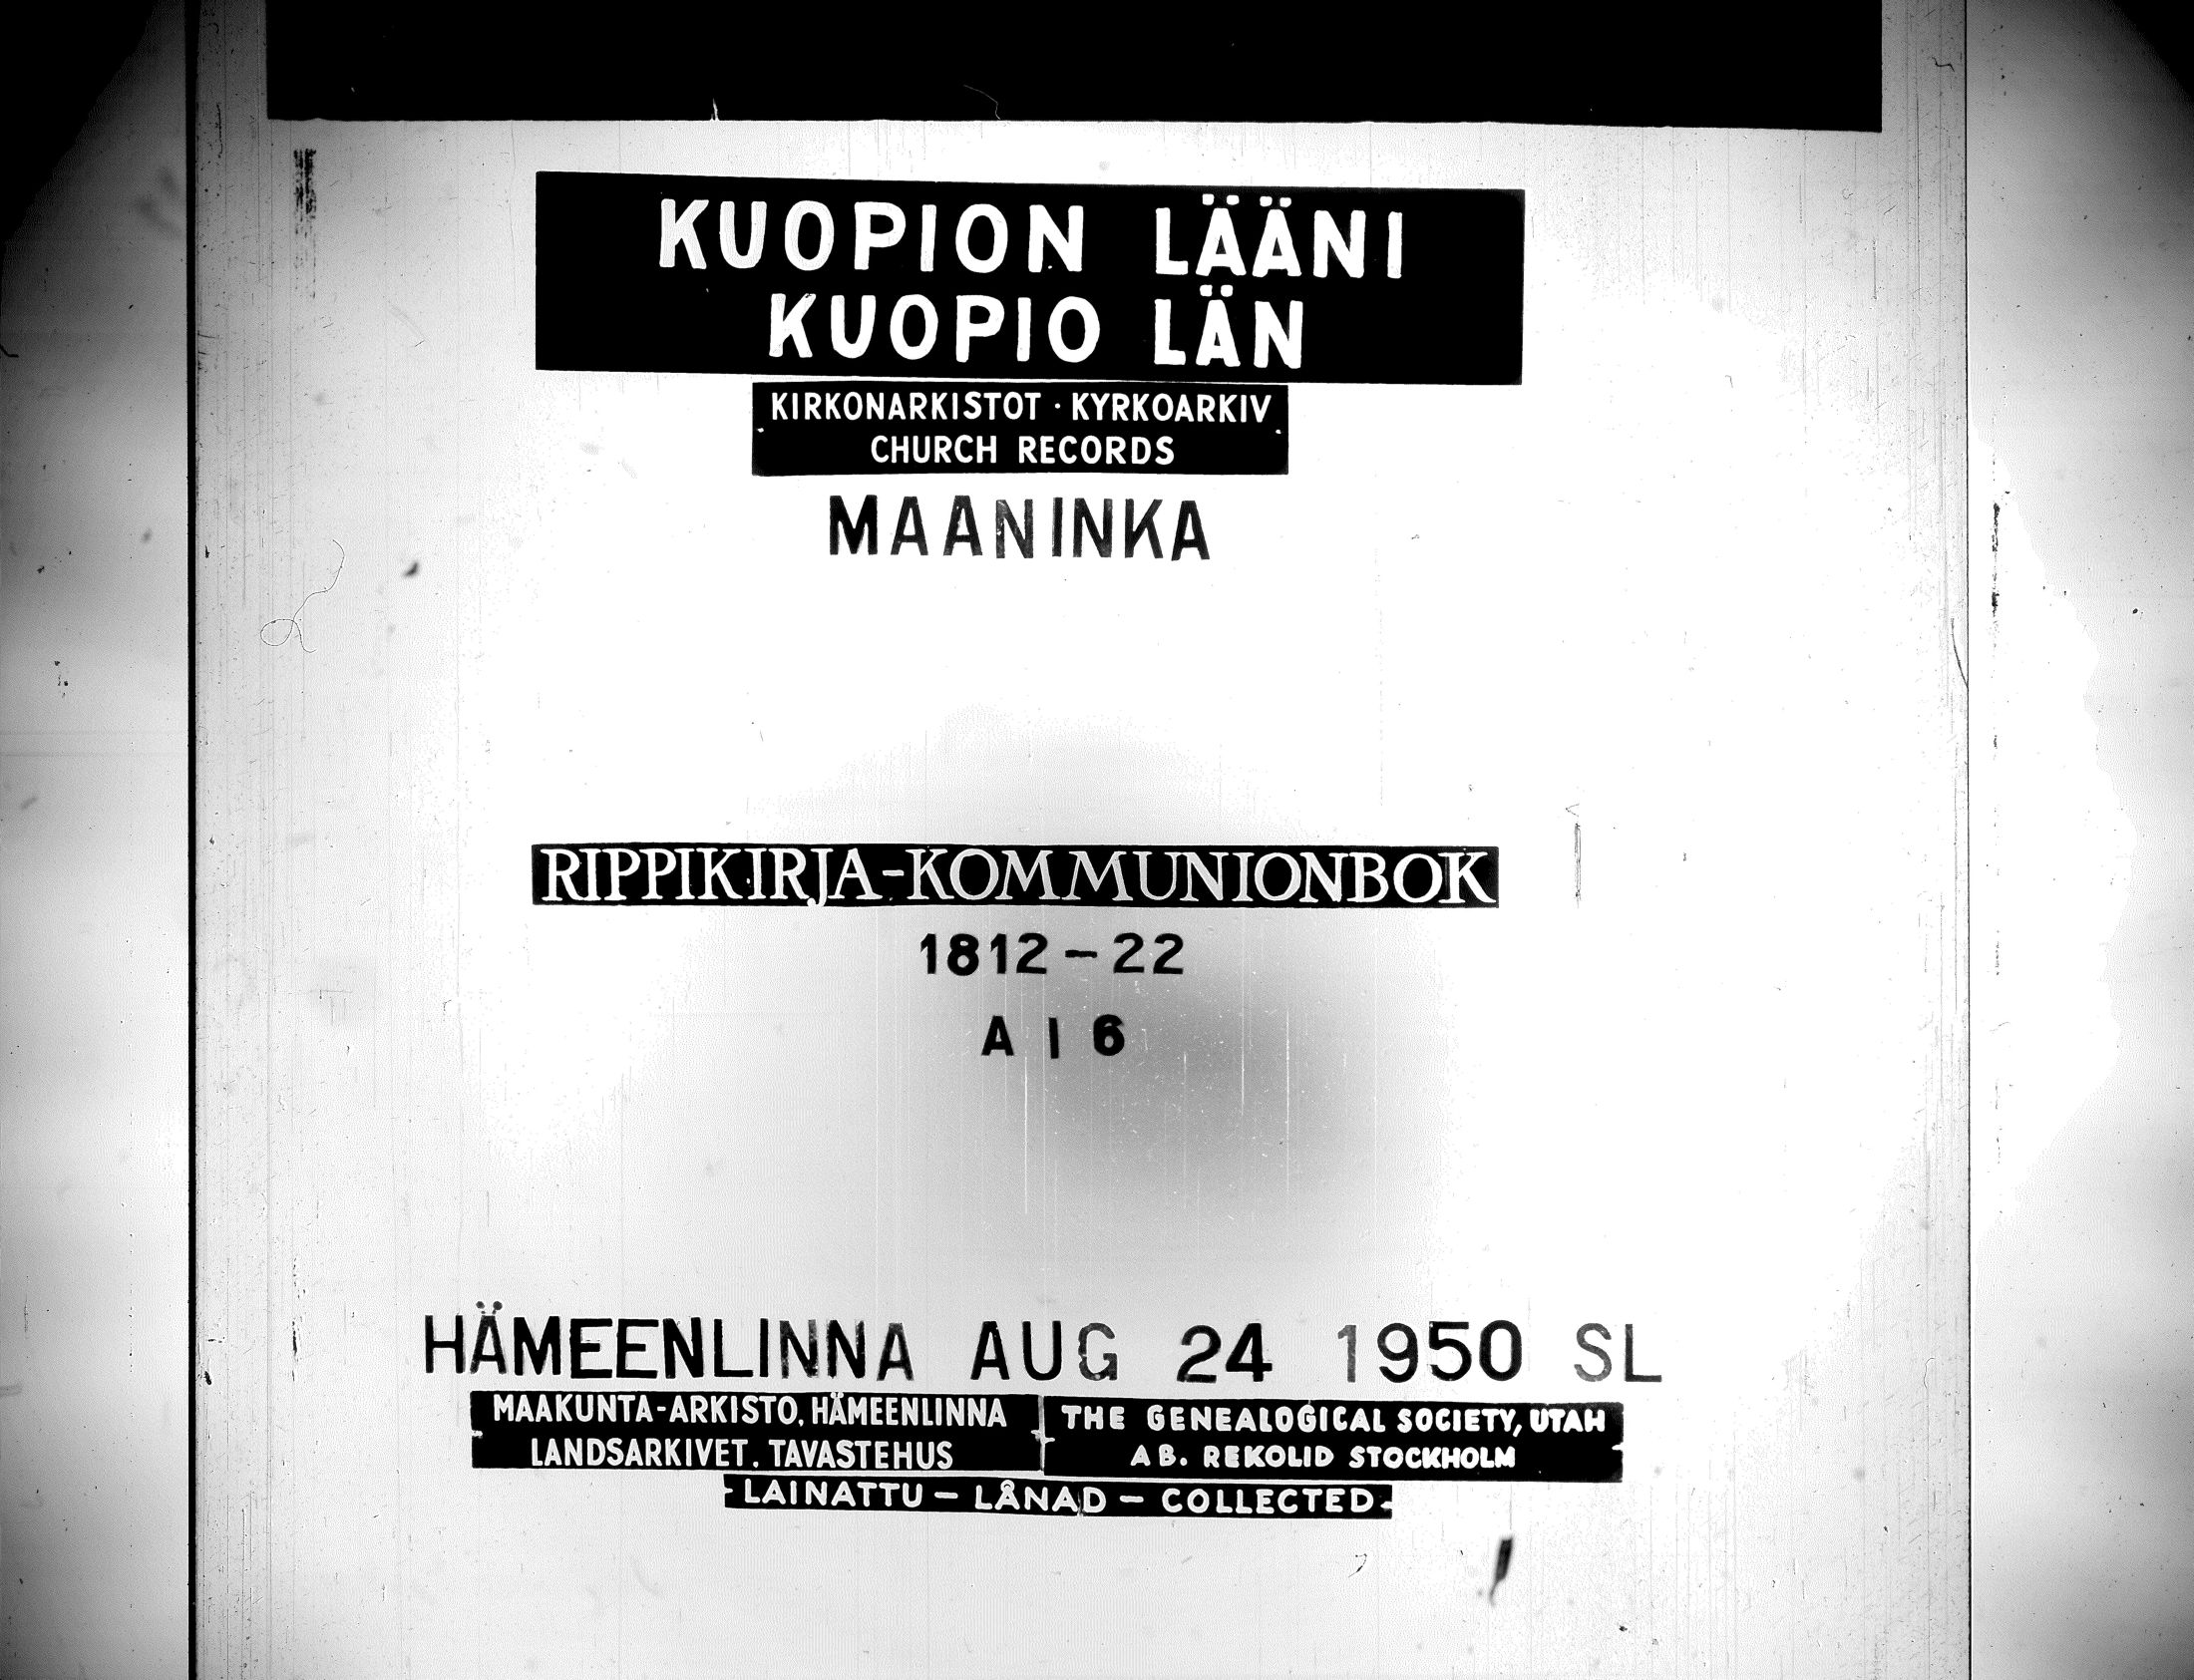 KUOPION LÄÄNI
KUOPIO LÄN
KIRKONARKISTOT · KYRKOARKIV
CHURCH RECORDS
MAANINKA
RIPPIKIRJA-KOMMUNIONBOK
1812-22
A I 6
HÄMEENLINNA AUG 24 1950 SL
MAAKUNTA-ARKISTO, HÄMEENLINNA
LANDSARKIVET, TAVASTEHUS
THE GENEALOGICAL SOCIETY, UTAH
AB. REKOLID STOCKHOLM
LAINATTU - LÅNAD - COLLECTED